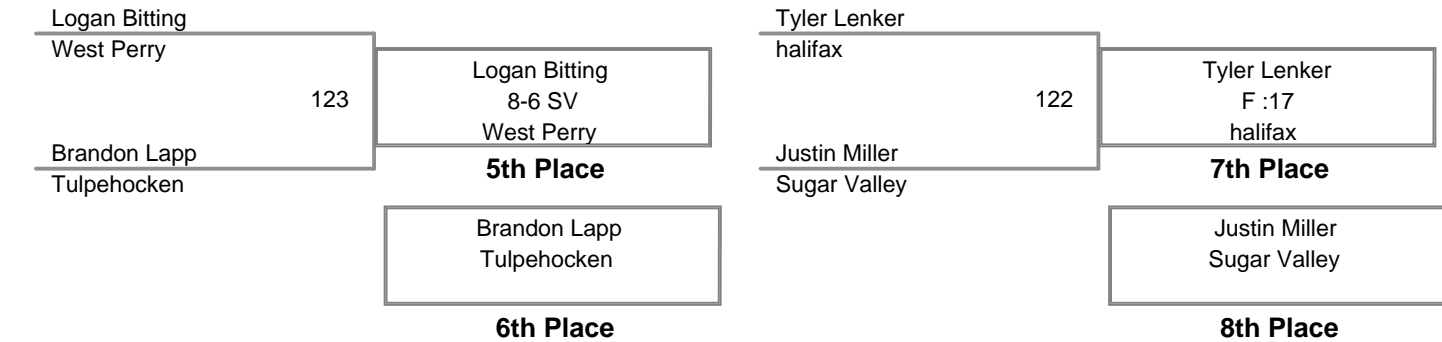 Logan Bitting
West Perry
123
Brandon Lapp
Tulpehocken
Logan Bitting
8-6 SV
West Perry
5th Place
Brandon Lapp
Tulpehocken
6th Place
Tyler Lenker
halifax
122
Justin Miller
Sugar Valley
Tyler Lenker
F :17
halifax
7th Place
Justin Miller
Sugar Valley
8th Place